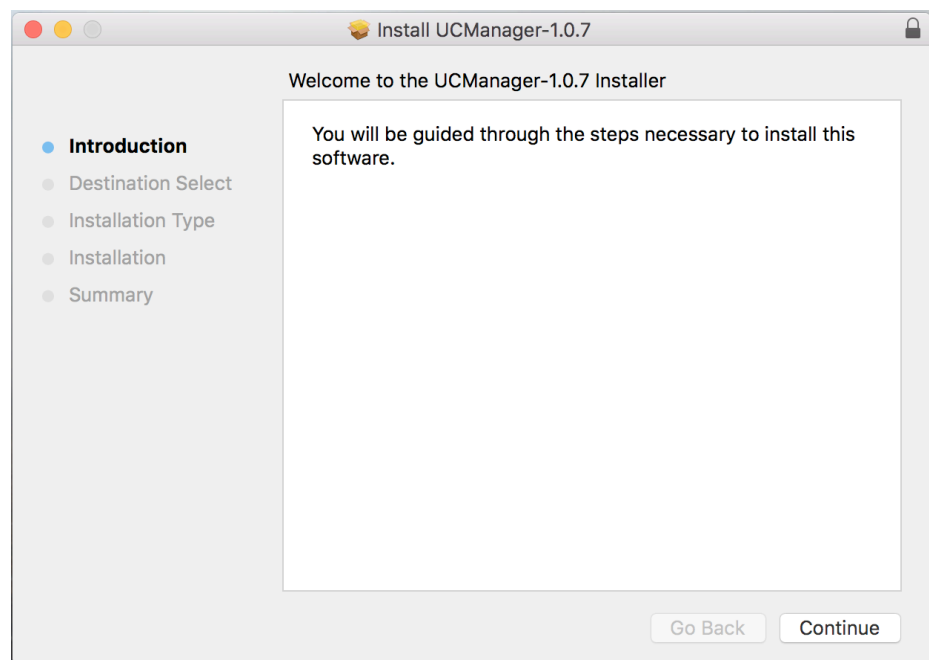 Install UCManager-1.0.7
Welcome to the UCManager-1.0.7 Installer
Introduction
Destination Select
Installation Type
Installation
Summary
You will be guided through the steps necessary to install this
software.
Go Back
Continue